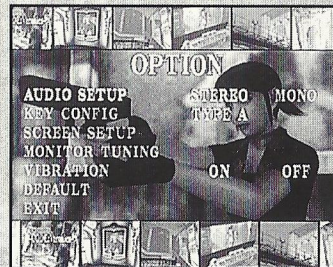 OPTION
AUDIO SETUP STEREO MONO
KEY CONFIG TYPE A
SCREEN SETUP
MONITOR TUNING
VIBRATION ON OFF
DEFAULT
EXIT